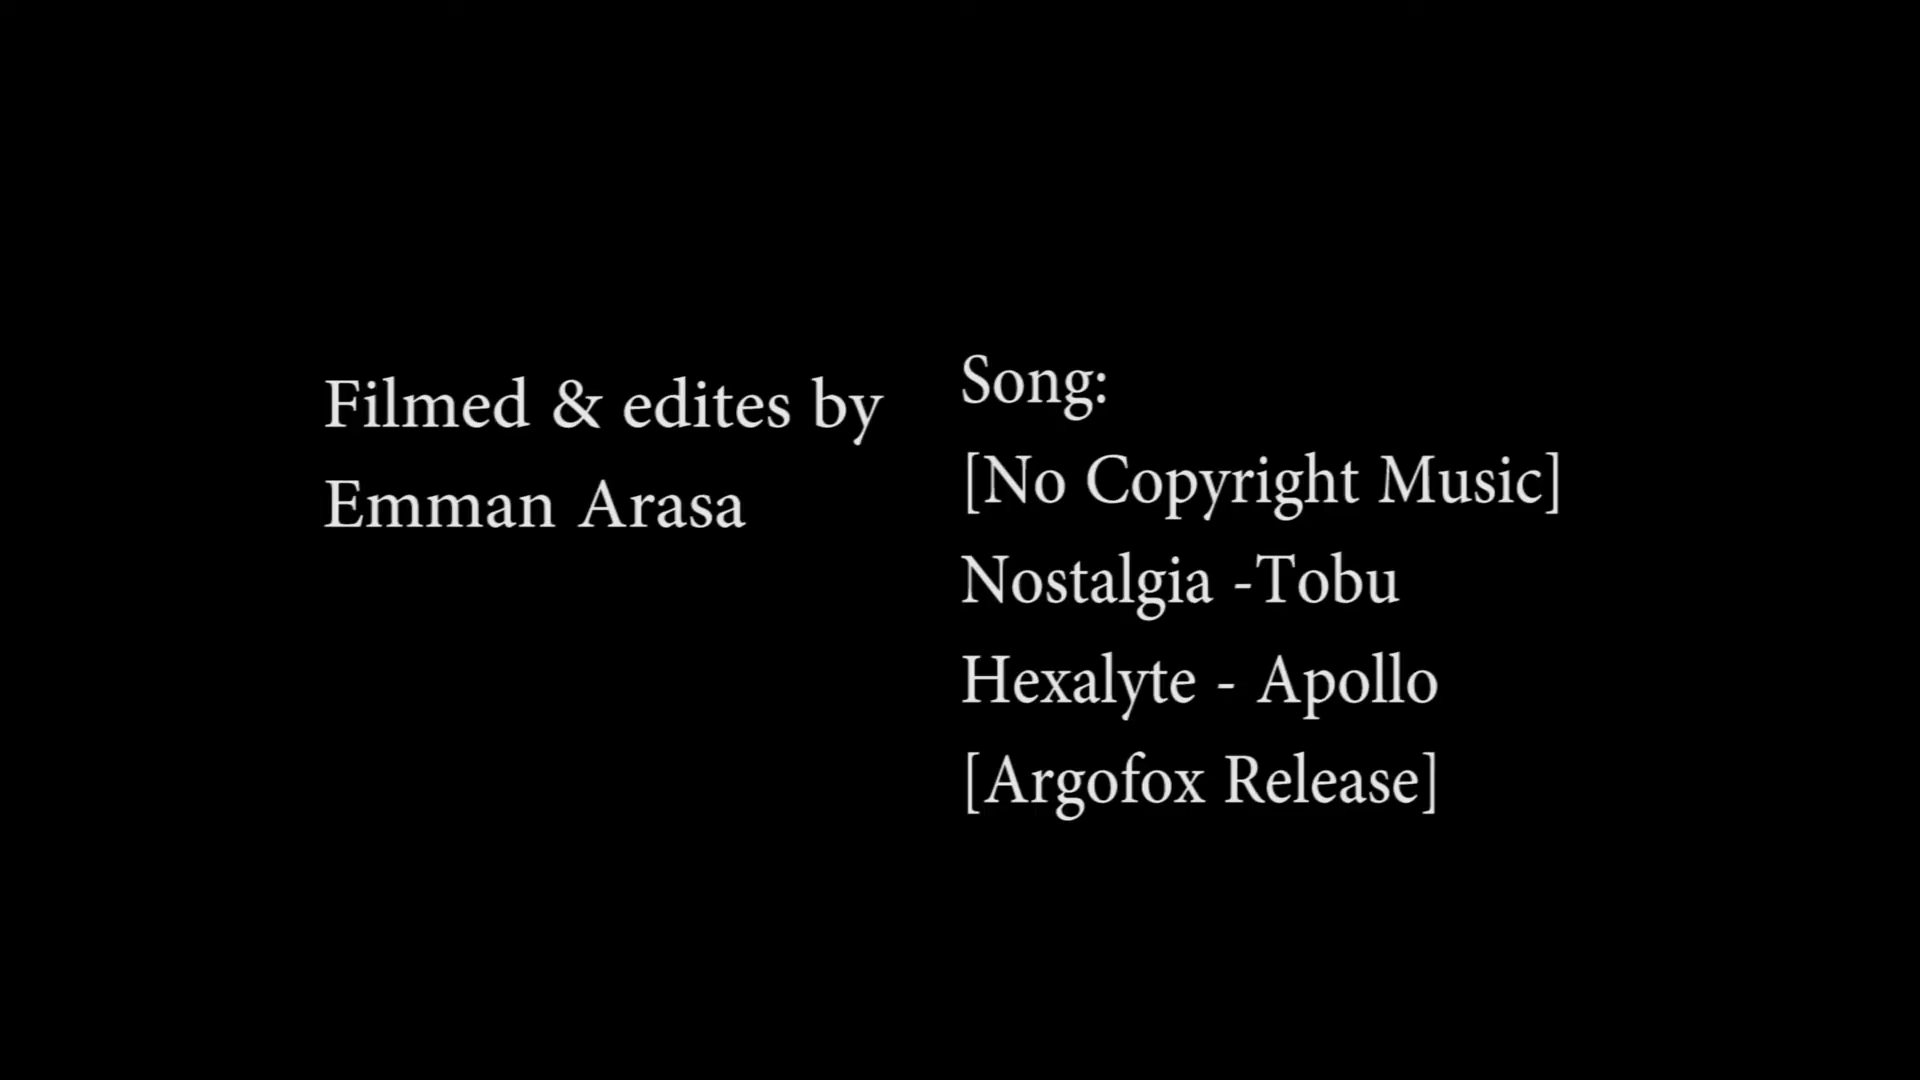 Filmed & edites by
Emman Arasa
Song:
[No Copyright Music]
Nostalgia -Tobu
Hexalyte - Apollo
[Argofox Release]